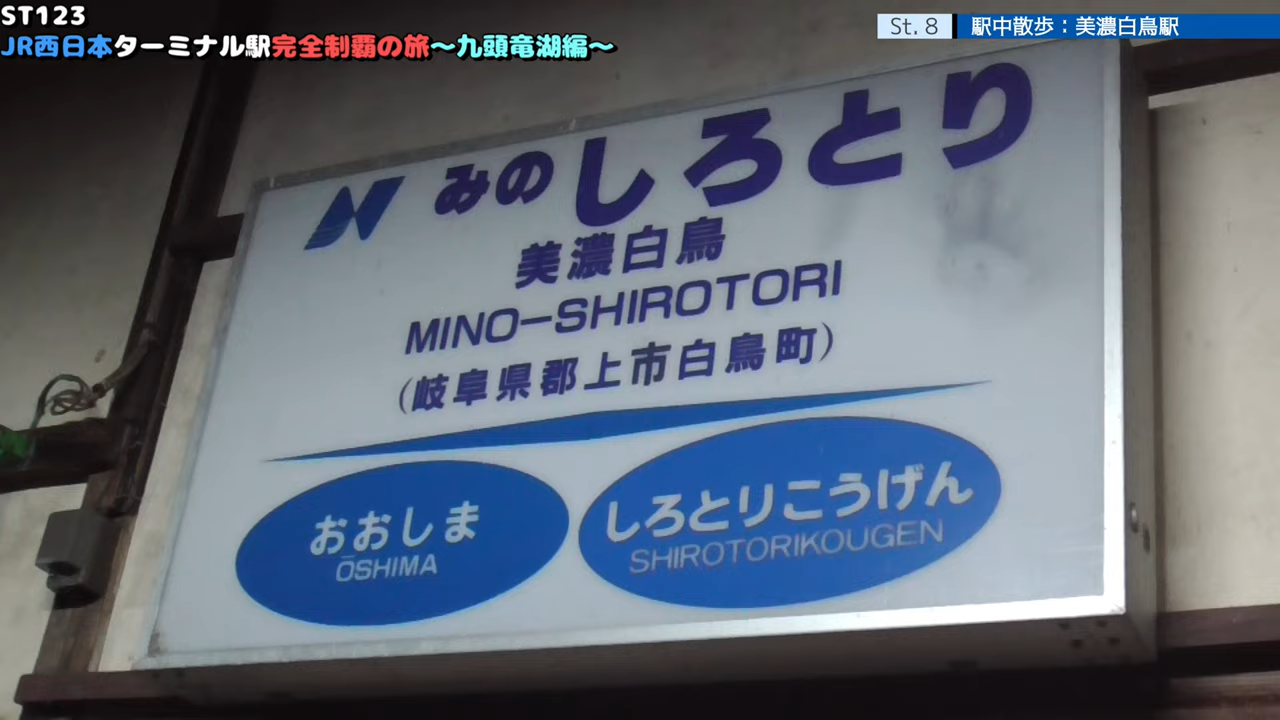 ST123
JR西日本ターミナル駅完全制覇の旅～九頭竜湖編～
St. 8
駅中散歩：美濃白鳥駅
みのしろとり
美濃白鳥
MINO-SHIROTORI
(岐阜県郡上市白鳥町)
おおしま
ŌSHIMA
しろとりこうげん
SHIROTORIKOUGEN